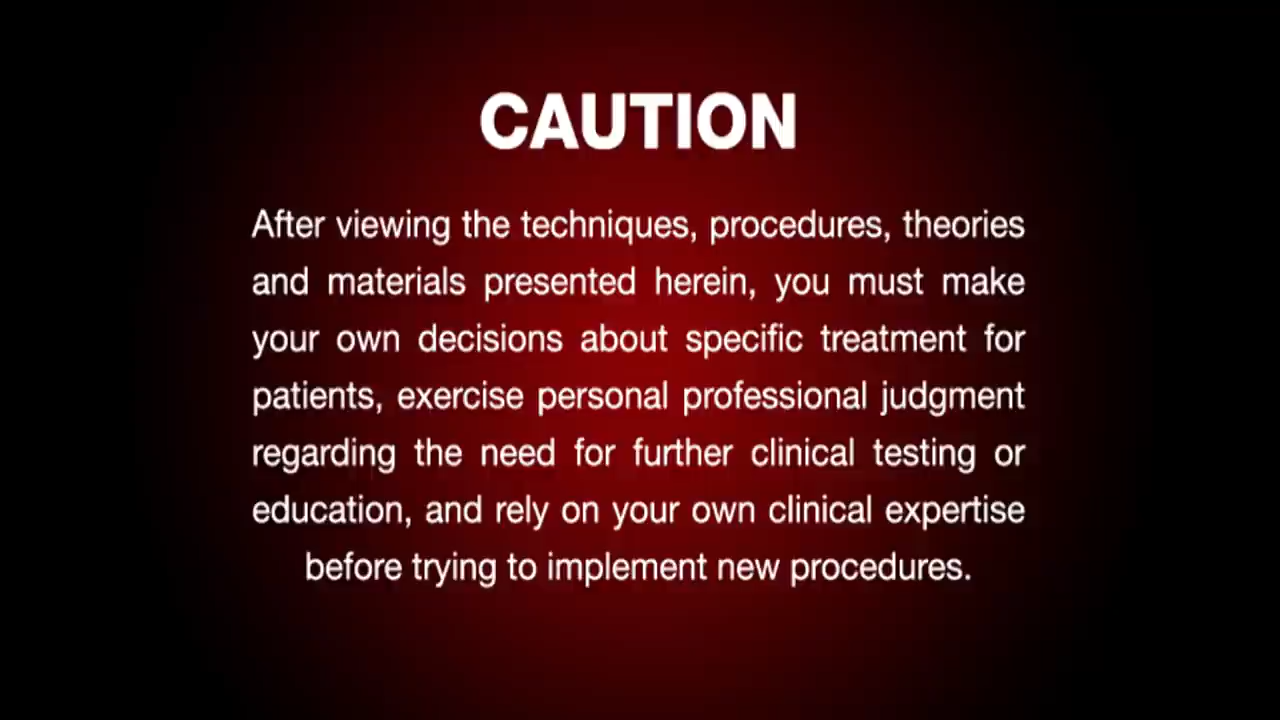 CAUTION
After viewing the techniques, procedures, theories
and materials presented herein, you must make
your own decisions about specific treatment for
patients, exercise personal professional judgment
regarding the need for further clinical testing or
education, and rely on your own clinical expertise
before trying to implement new procedures.